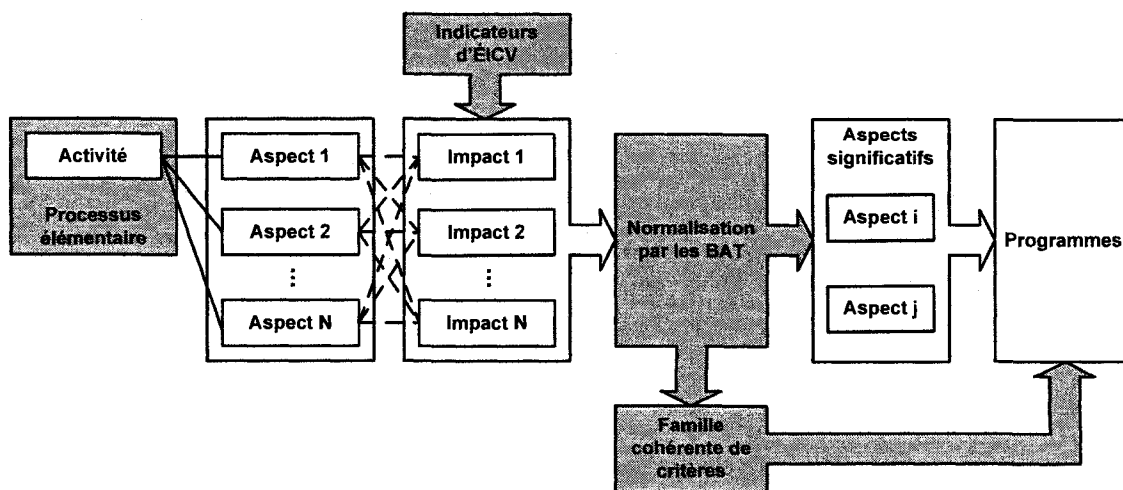 Indicateurs
d'ÉICV
Activité
Processus
élémentaire
Aspect 1
Aspect 2
⋮
Aspect N
Impact 1
Impact 2
⋮
Impact N
Normalisation
par les BAT
Aspects
significatifs
Aspect i
Aspect j
Programmes
Famille
cohérente de
critères